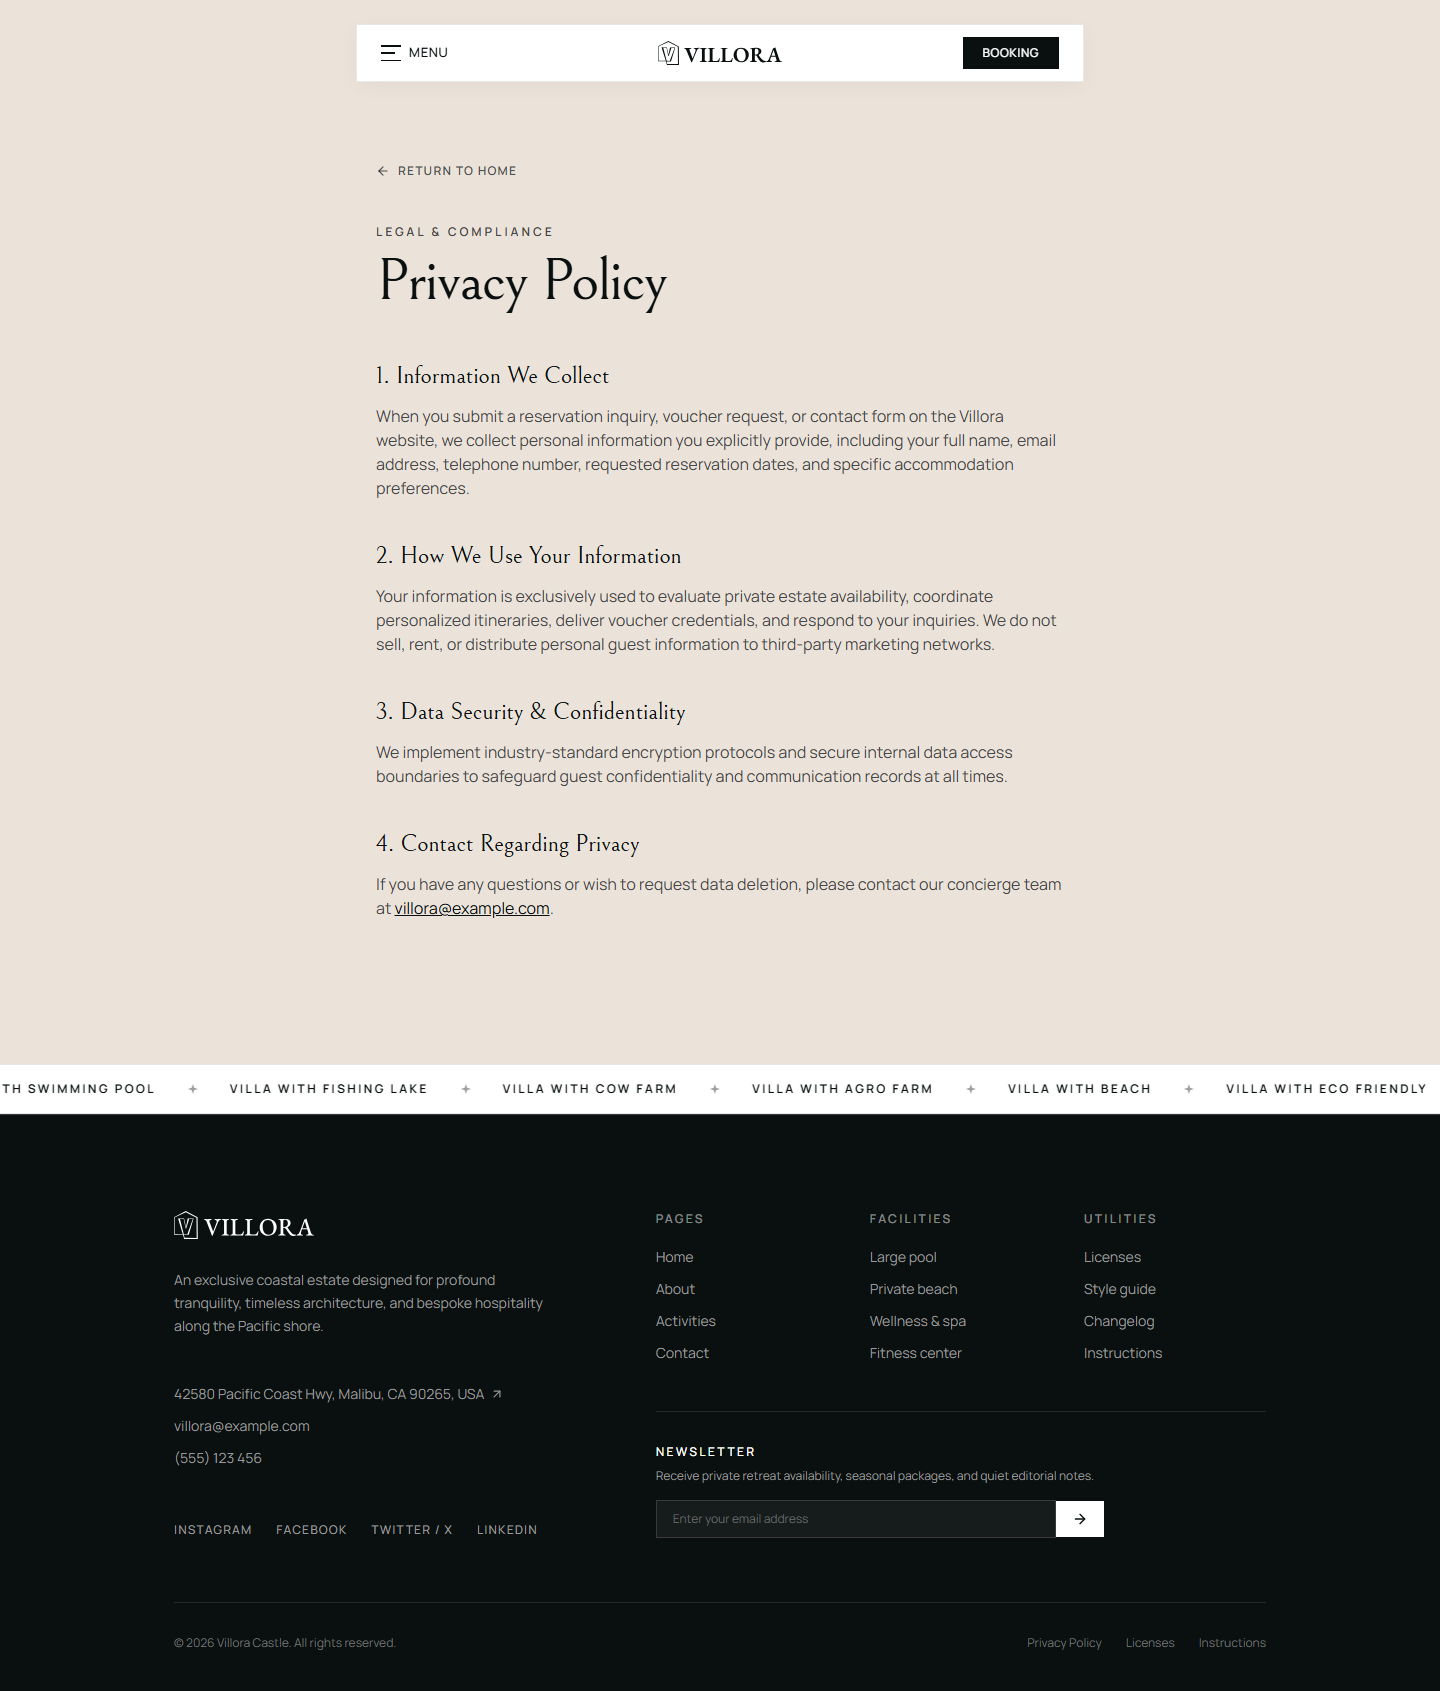 MENU
VILLORA
BOOKING
RETURN TO HOME
LEGAL & COMPLIANCE
Privacy Policy
1. Information We Collect
When you submit a reservation inquiry, voucher request, or contact form on the Villora
website, we collect personal information you explicitly provide, including your full name, email
address, telephone number, requested reservation dates, and specific accommodation
preferences.
2. How We Use Your Information
Your information is exclusively used to evaluate private estate availability, coordinate
personalized itineraries, deliver voucher credentials, and respond to your inquiries. We do not
sell, rent, or distribute personal guest information to third-party marketing networks.
3. Data Security & Confidentiality
We implement industry-standard encryption protocols and secure internal data access
boundaries to safeguard guest confidentiality and communication records at all times.
4. Contact Regarding Privacy
If you have any questions or wish to request data deletion, please contact our concierge team
at villora@example.com.
TH SWIMMING POOL VILLA WITH FISHING LAKE VILLA WITH COW FARM VILLA WITH AGRO FARM VILLA WITH BEACH VILLA WITH ECO FRIENDLY
VILLORA
An exclusive coastal estate designed for profound
tranquility, timeless architecture, and bespoke hospitality
along the Pacific shore.
42580 Pacific Coast Hwy, Malibu, CA 90265, USA
villora@example.com
(555) 123 456
INSTAGRAM FACEBOOK TWITTER / X LINKEDIN
PAGES
Home
About
Activities
Contact
FACILITIES
Large pool
Private beach
Wellness & spa
Fitness center
UTILITIES
Licenses
Style guide
Changelog
Instructions
NEWSLETTER
Receive private retreat availability, seasonal packages, and quiet editorial notes.
Enter your email address
© 2026 Villora Castle. All rights reserved.
Privacy Policy Licenses Instructions